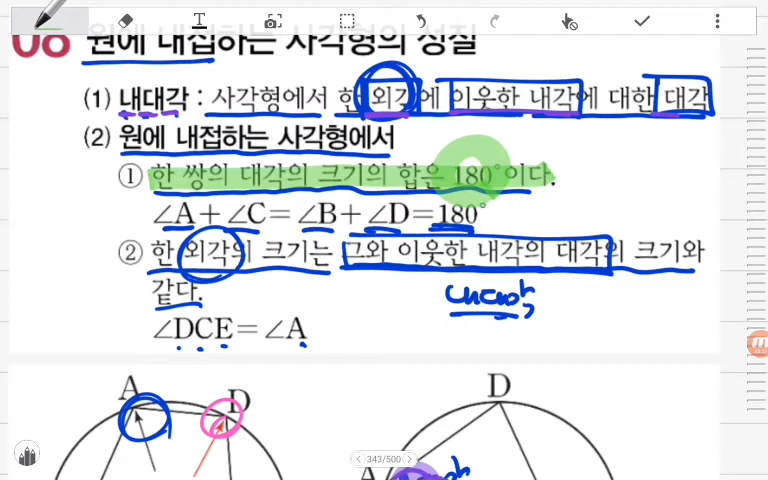 08 원에 내접하는 사각형의 성질
(1) 내대각 : 사각형에서 한 외각에 이웃한 내각에 대한 대각
(2) 원에 내접하는 사각형에서
① 한 쌍의 대각의 크기의 합은 180°이다.
∠A+∠C=∠B+∠D=180°
② 한 외각의 크기는 그와 이웃한 내각의 대각의 크기와
같다.
내대각
∠DCE=∠A
A
D
D
A
343/500